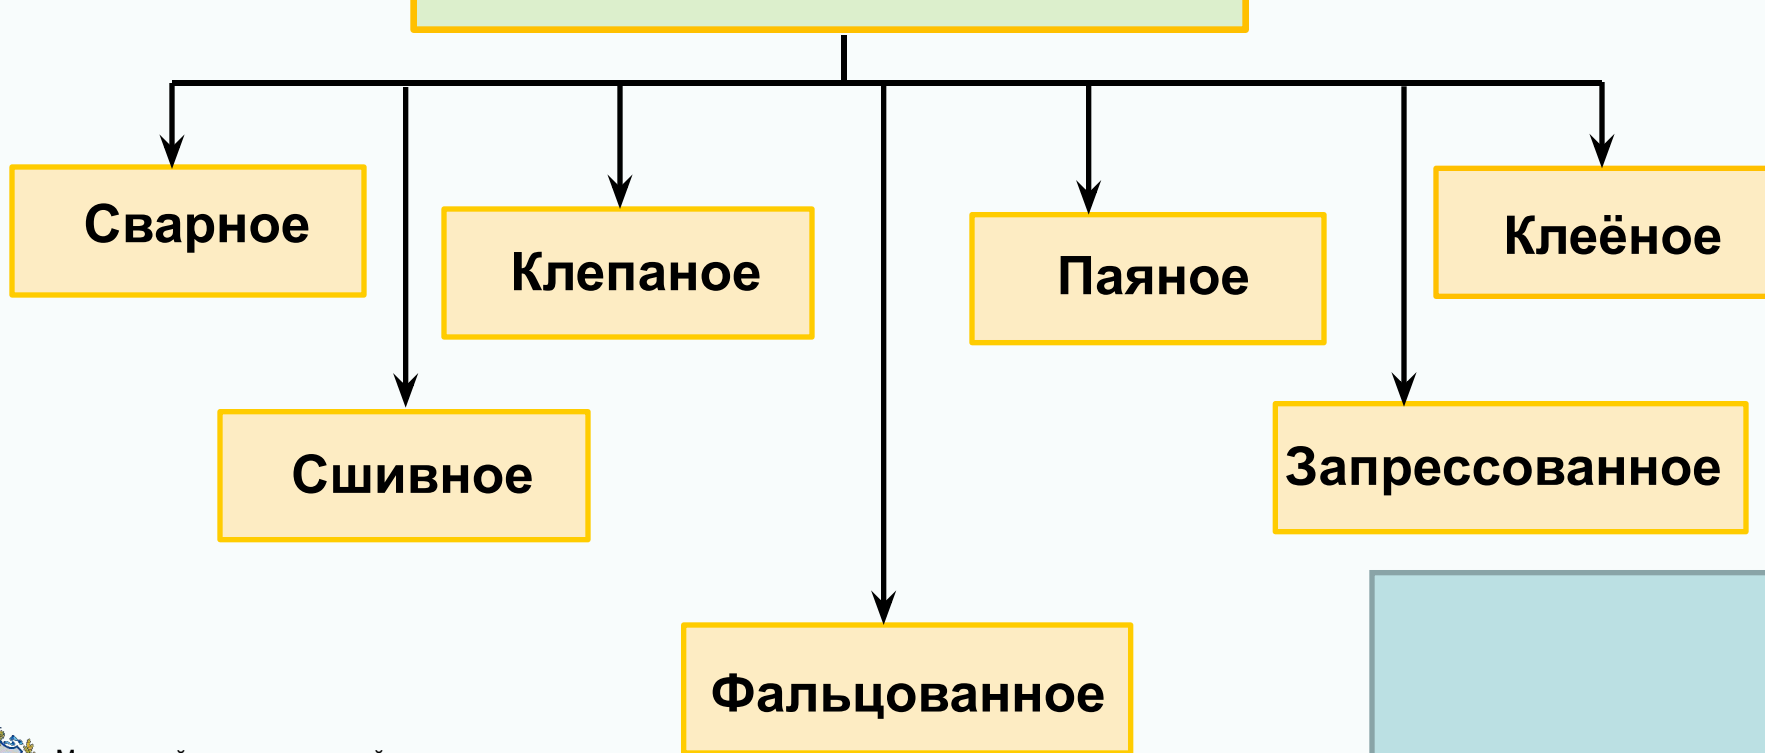 Сварное
Клепаное
Паяное
Клеёное
Сшивное
Запрессованное
Фальцованное